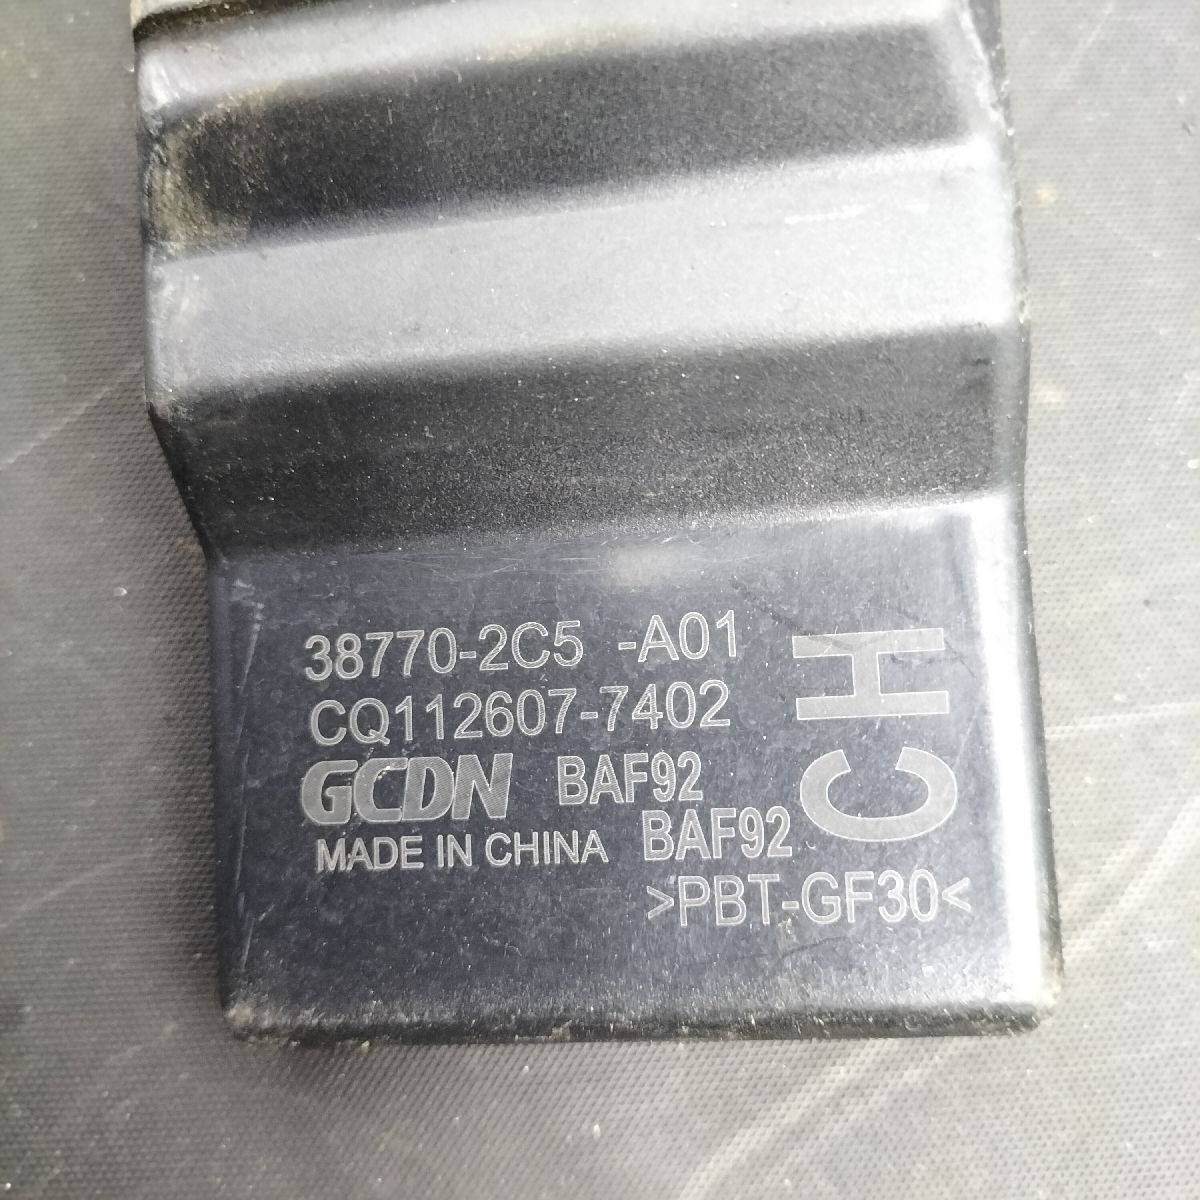 38770-2C5 -A01
CQ112607-7402
GCDN BAF92
MADE IN CHINA BAF92
>PBT-GF30<
CH